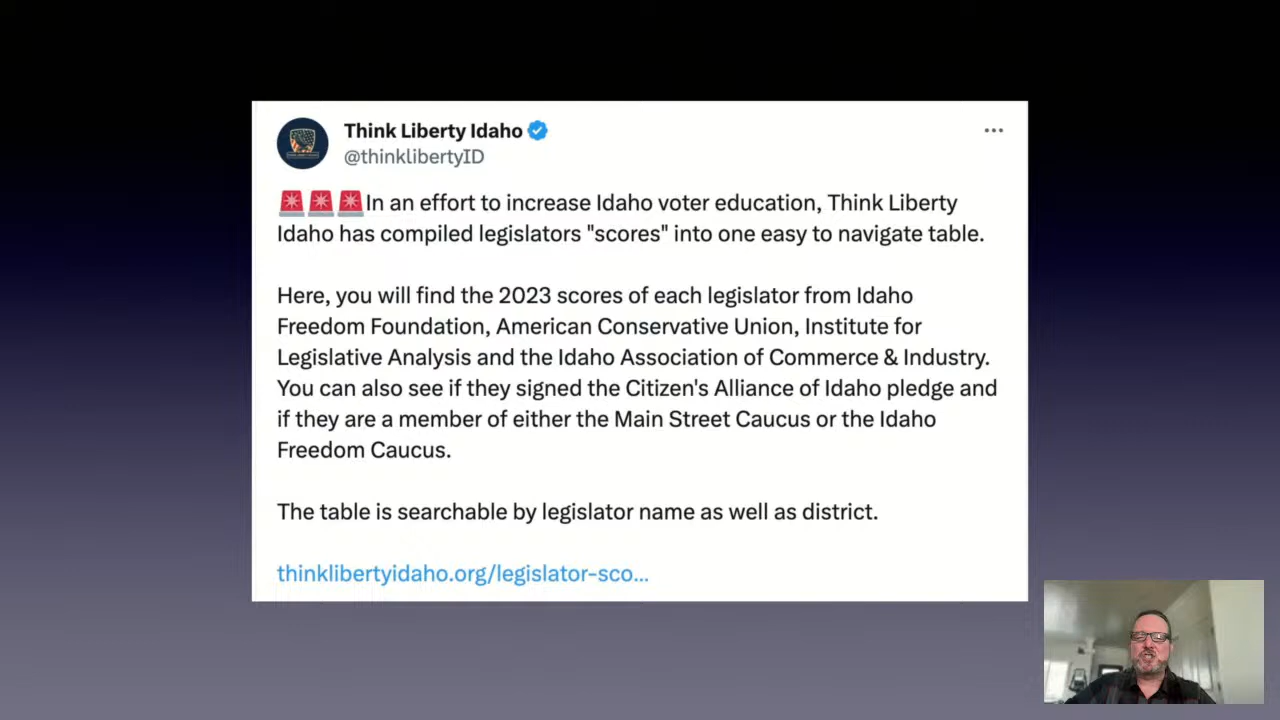 Think Liberty Idaho
@thinklibertyID
🚨🚨🚨In an effort to increase Idaho voter education, Think Liberty
Idaho has compiled legislators "scores" into one easy to navigate table.
Here, you will find the 2023 scores of each legislator from Idaho
Freedom Foundation, American Conservative Union, Institute for
Legislative Analysis and the Idaho Association of Commerce & Industry.
You can also see if they signed the Citizen's Alliance of Idaho pledge and
if they are a member of either the Main Street Caucus or the Idaho
Freedom Caucus.
The table is searchable by legislator name as well as district.
thinklibertyidaho.org/legislator-sco...